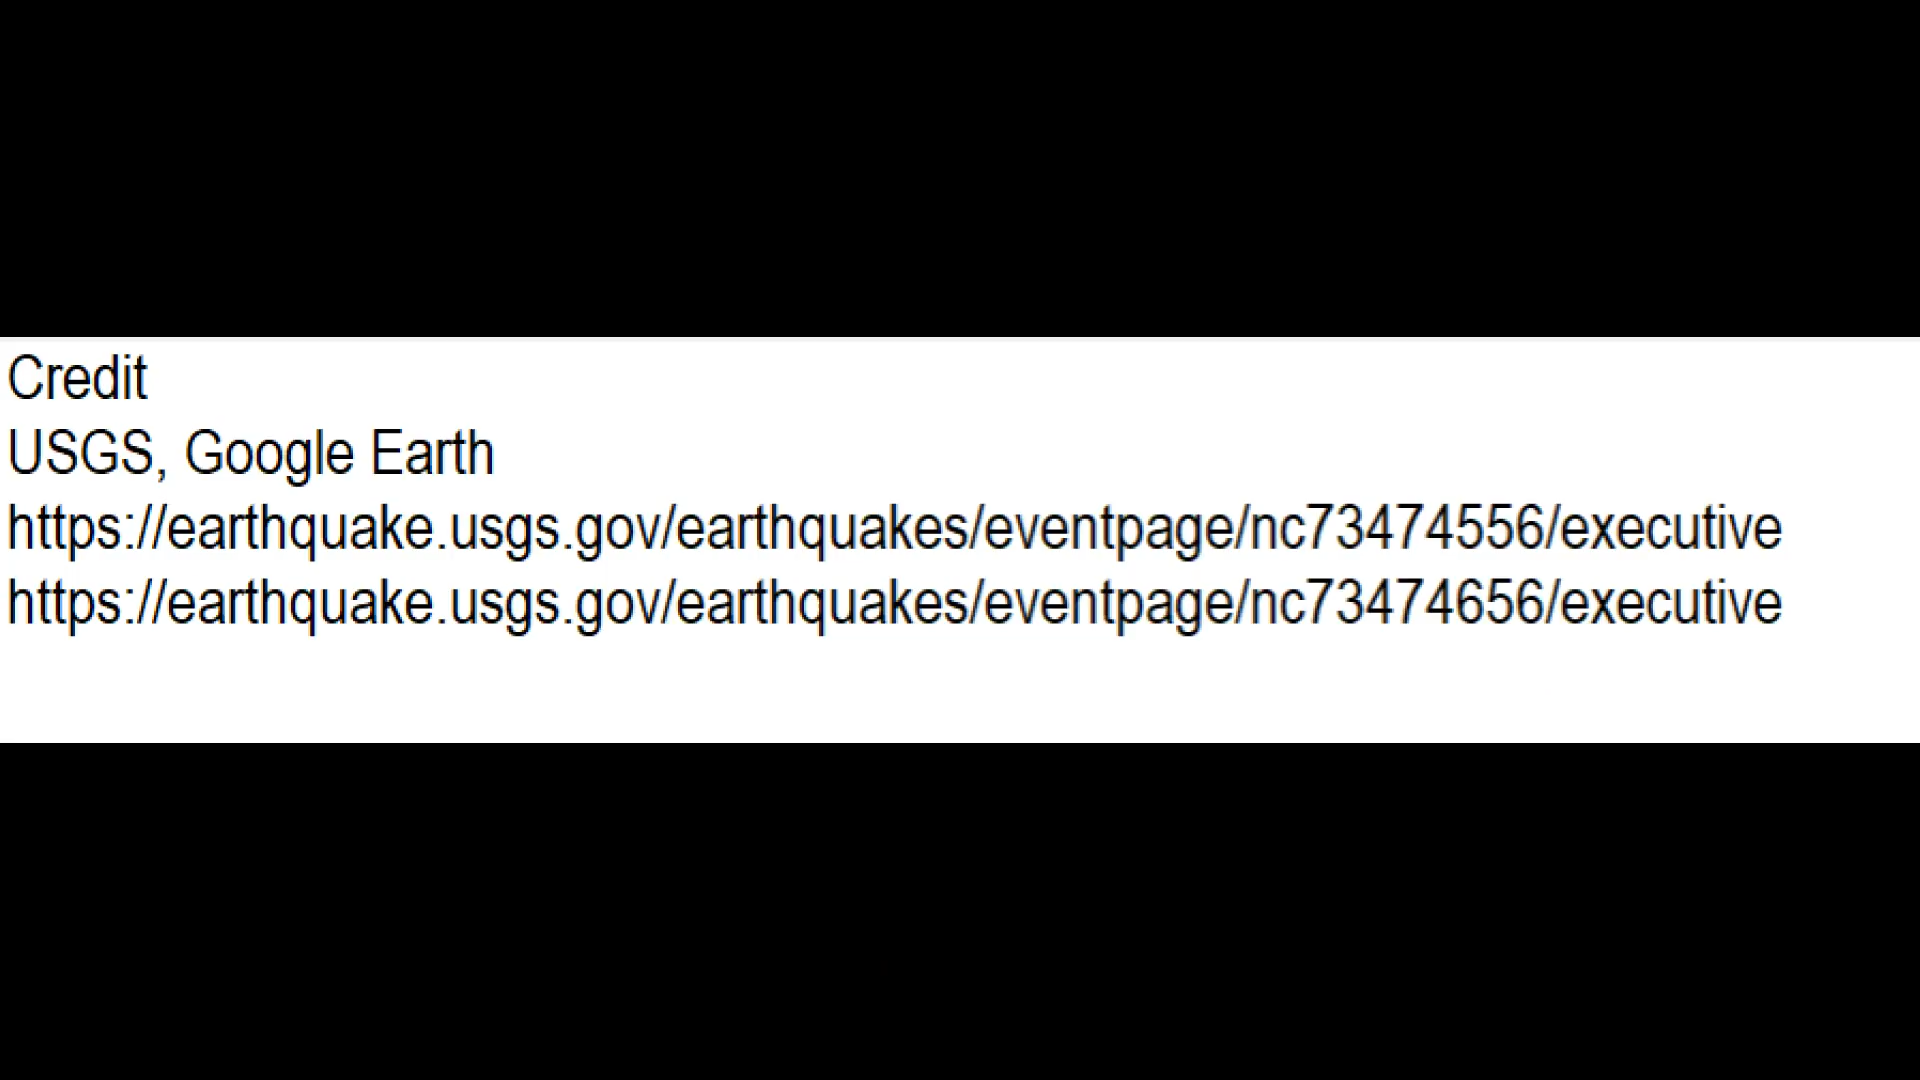 Credit
USGS, Google Earth
https://earthquake.usgs.gov/earthquakes/eventpage/nc73474556/executive
https://earthquake.usgs.gov/earthquakes/eventpage/nc73474656/executive